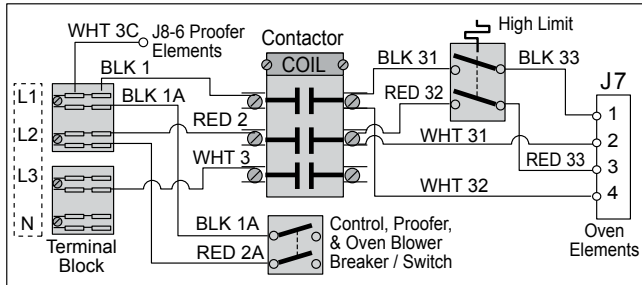 WHT 3C
J8-6 Proofer
Elements
Contactor
High Limit
BLK 1
COIL
BLK 31
BLK 33
J7
L1
BLK 1A
RED 32
1
L2
RED 2
WHT 31
2
RED 33
3
L3
WHT 3
WHT 32
4
N
BLK 1A
Control, Proofer,
& Oven Blower
Breaker / Switch
Oven
Elements
Terminal
Block
RED 2A